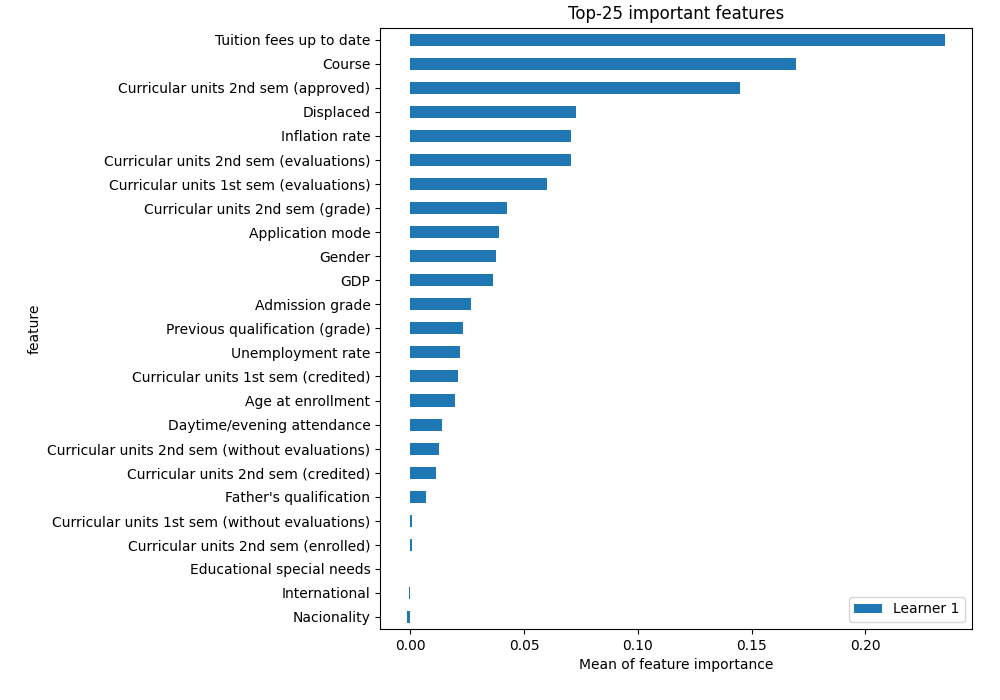 Top-25 important features
Tuition fees up to date
Course
Curricular units 2nd sem (approved)
Displaced
Inflation rate
Curricular units 2nd sem (evaluations)
Curricular units 1st sem (evaluations)
Curricular units 2nd sem (grade)
Application mode
Gender
GDP
Admission grade
Previous qualification (grade)
Unemployment rate
Curricular units 1st sem (credited)
Age at enrollment
Daytime/evening attendance
Curricular units 2nd sem (without evaluations)
Curricular units 2nd sem (credited)
Father's qualification
Curricular units 1st sem (without evaluations)
Curricular units 2nd sem (enrolled)
Educational special needs
International
Nacionality
feature
Learner 1
0.00 0.05 0.10 0.15 0.20
Mean of feature importance